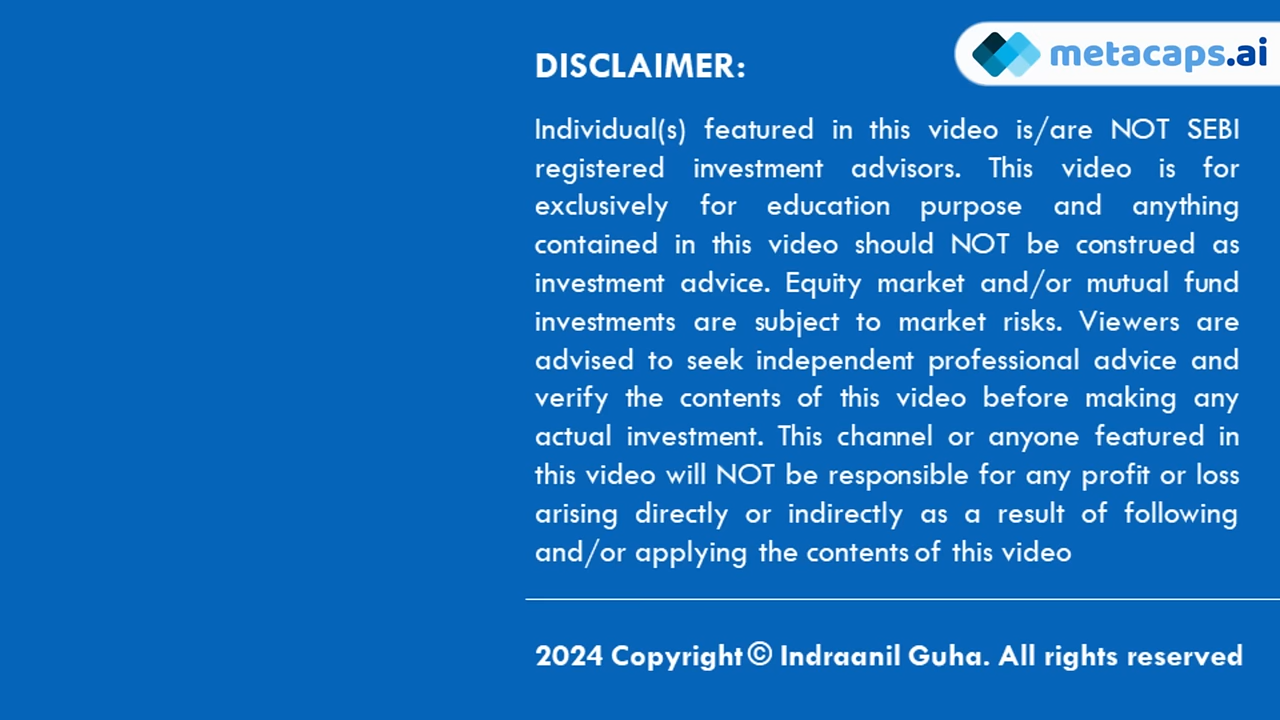 metacaps.ai
DISCLAIMER:
Individual(s) featured in this video is/are NOT SEBI
registered investment advisors. This video is for
exclusively for education purpose and anything
contained in this video should NOT be construed as
investment advice. Equity market and/or mutual fund
investments are subject to market risks. Viewers are
advised to seek independent professional advice and
verify the contents of this video before making any
actual investment. This channel or anyone featured in
this video will NOT be responsible for any profit or loss
arising directly or indirectly as a result of following
and/or applying the contents of this video
2024 Copyright© Indraanil Guha. All rights reserved